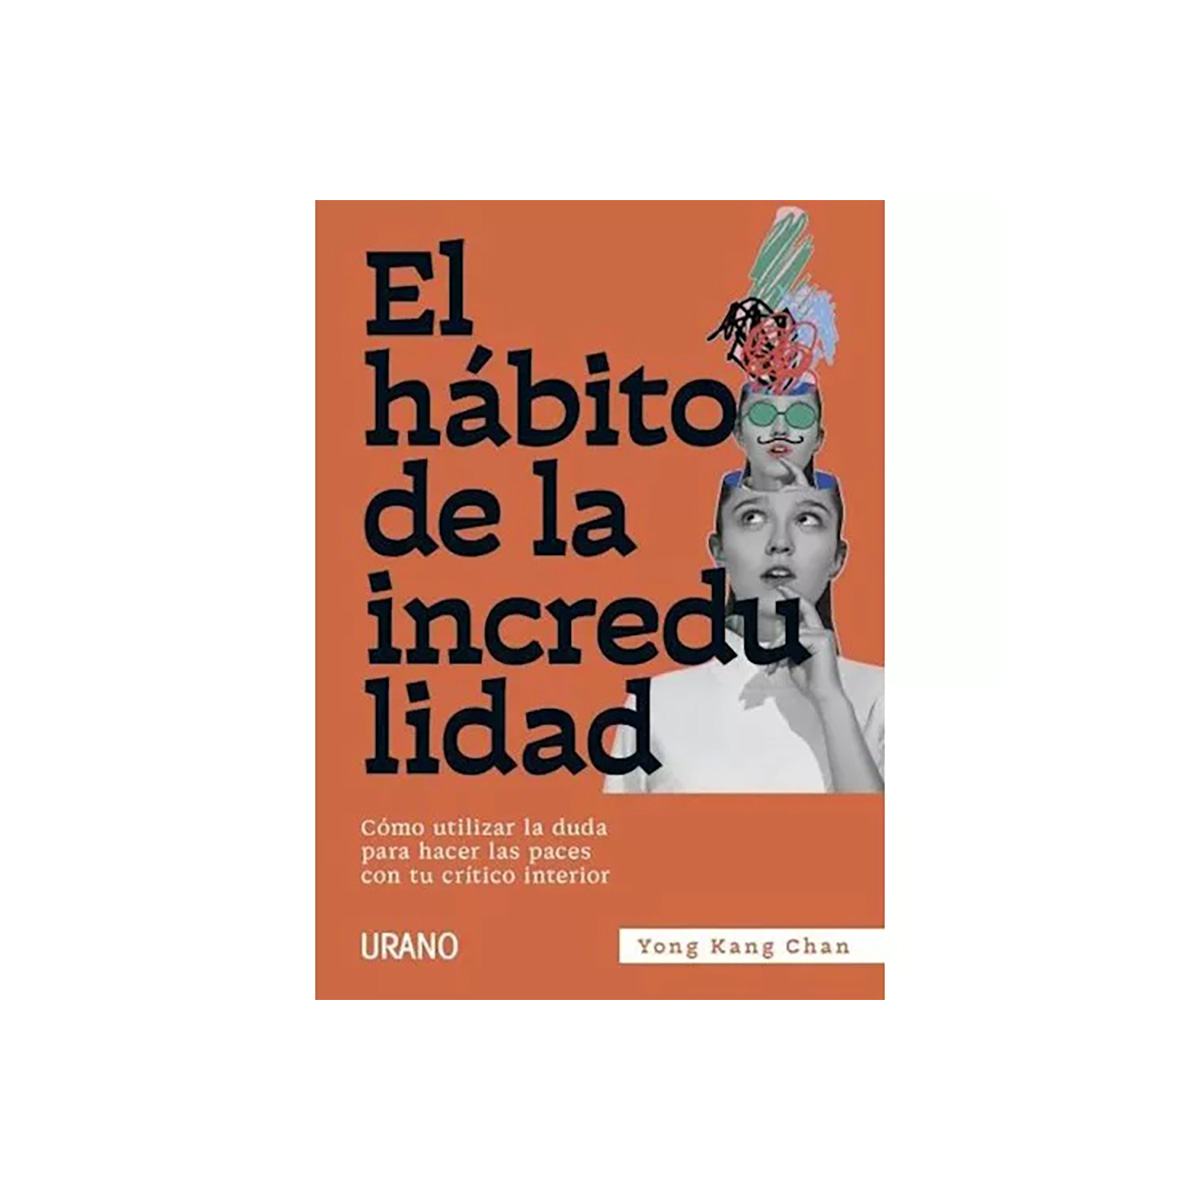 El
hábito
de la
incredu
lidad
Cómo utilizar la duda
para hacer las paces
con tu crítico interior
URANO
Yong Kang Chan